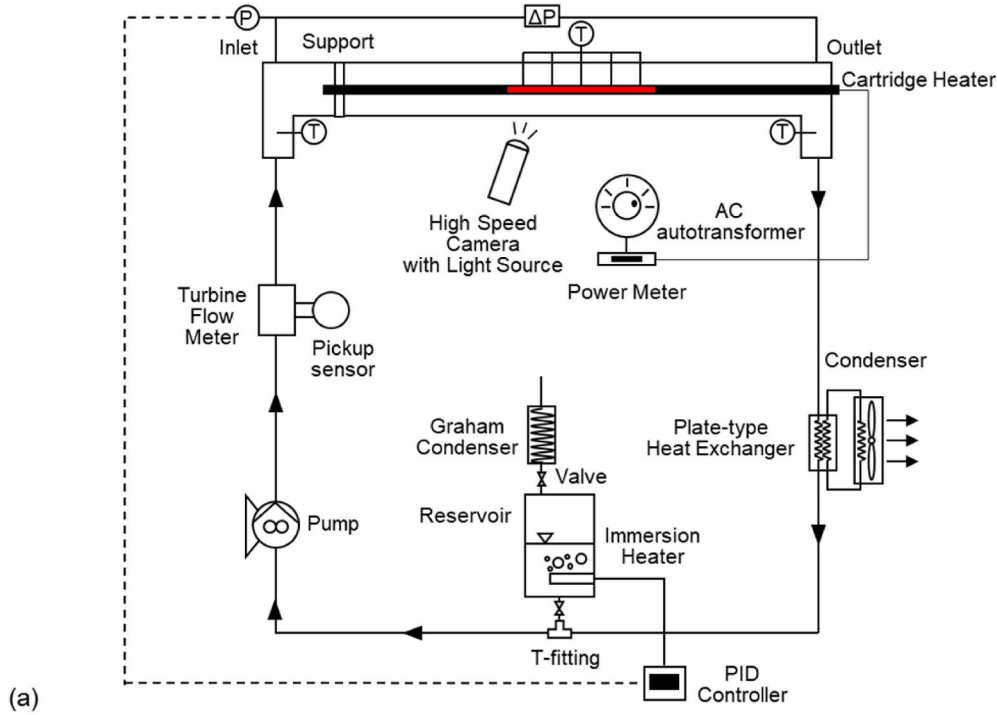 P
ΔP
Inlet
Support
T
Outlet
Cartridge Heater
T
T
High Speed
Camera
with Light Source
AC
autotransformer
Power Meter
Turbine
Flow
Meter
Pickup
sensor
Condenser
Graham
Condenser
Plate-type
Heat Exchanger
Valve
Reservoir
Immersion
Heater
Pump
T-fitting
PID
Controller
(a)